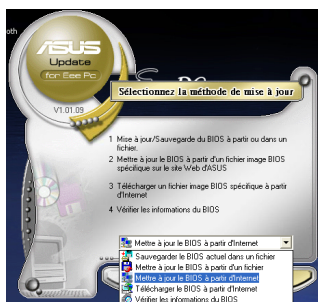 oth
ASUS
Update
for Eee Pc
V1.01.09
Sélectionnez la méthode de mise à jour
1 Mise à jour/Sauvegarde du BIOS à partir ou dans un
fichier.
2 Mettre à jour le BIOS à partir d'un fichier image BIOS
spécifique sur le site Web d'ASUS
3 Télécharger un fichier image BIOS spécifique à partir
d'Internet
4 Vérifier les informations du BIOS
Mettre à jour le BIOS à partir d'Internet
Sauvegarder le BIOS actuel dans un fichier
Mettre à jour le BIOS à partir d'un fichier
Mettre à jour le BIOS à partir d'Internet
Télécharger le BIOS à partir d'Internet
Vérifier les informations du BIOS